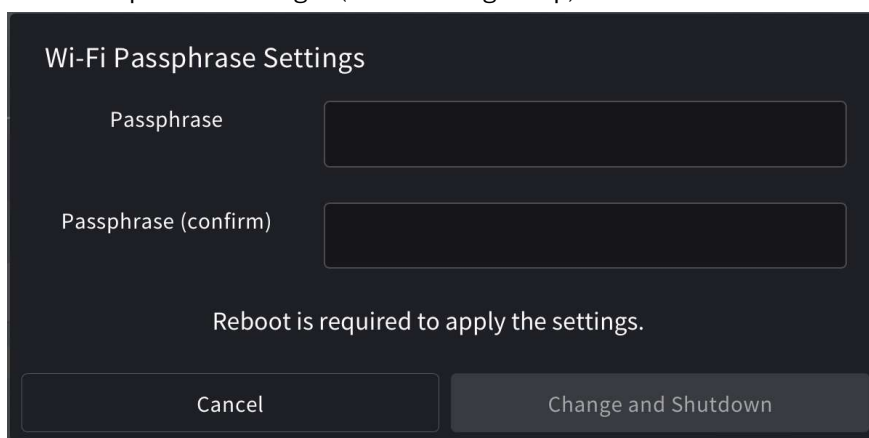 Wi-Fi Passphrase Settings
Passphrase
Passphrase (confirm)
Reboot is required to apply the settings.
Cancel
Change and Shutdown